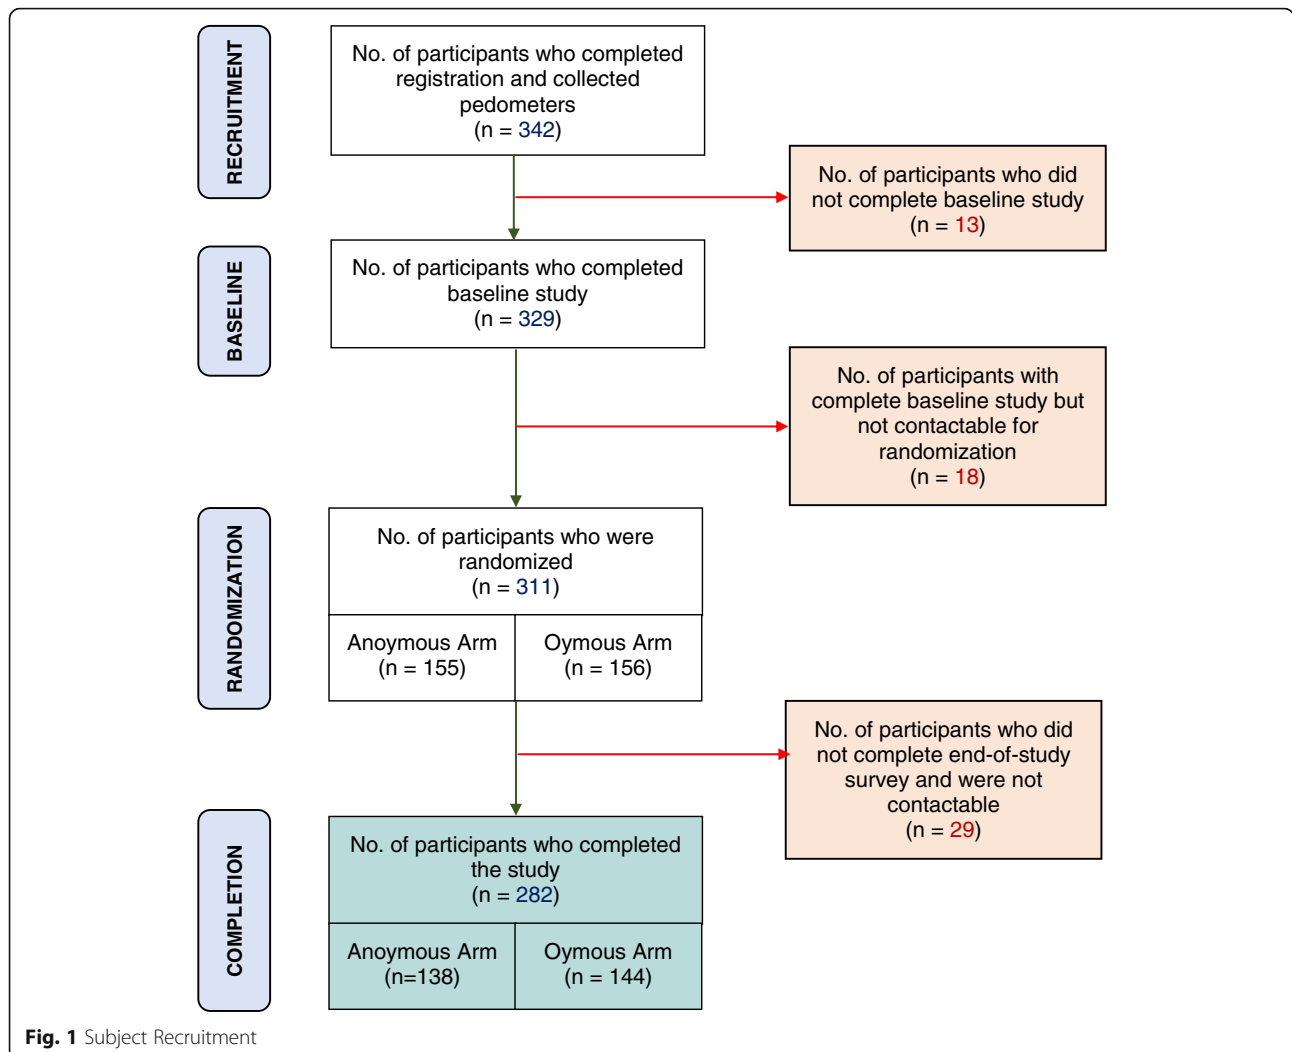 RECRUITMENT
No. of participants who completed
registration and collected
pedometers
(n = 342)
No. of participants who did
not complete baseline study
(n = 13)
BASELINE
No. of participants who completed
baseline study
(n = 329)
No. of participants with
complete baseline study but
not contactable for
randomization
(n = 18)
RANDOMIZATION
No. of participants who were
randomized
(n = 311)
Anoymous Arm
(n = 155)
Oymous Arm
(n = 156)
No. of participants who did
not complete end-of-study
survey and were not
contactable
(n = 29)
COMPLETION
No. of participants who completed
the study
(n = 282)
Anoymous Arm
(n=138)
Oymous Arm
(n = 144)
Fig. 1 Subject Recruitment